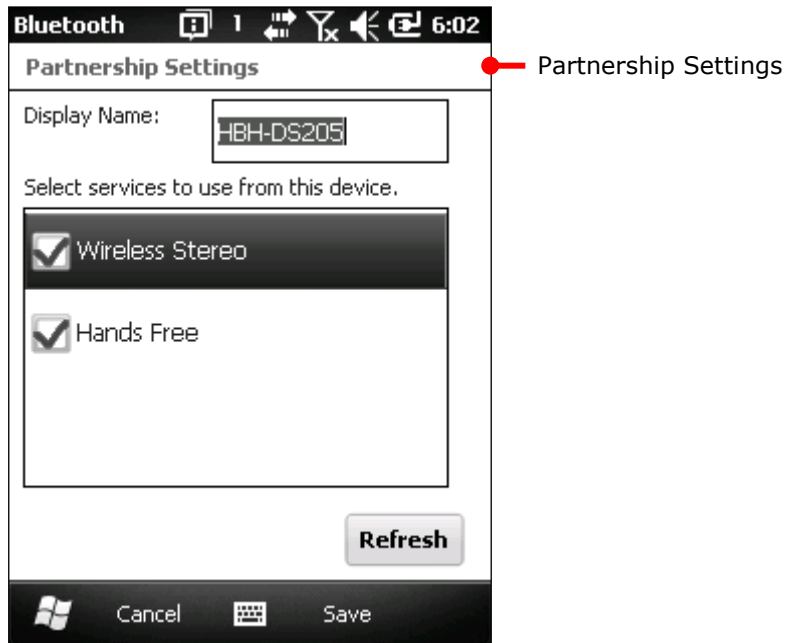 Bluetooth 1 6:02
Partnership Settings
Partnership Settings
Display Name:
HBH-DS205
Select services to use from this device.
Wireless Stereo
Hands Free
Refresh
Cancel Save